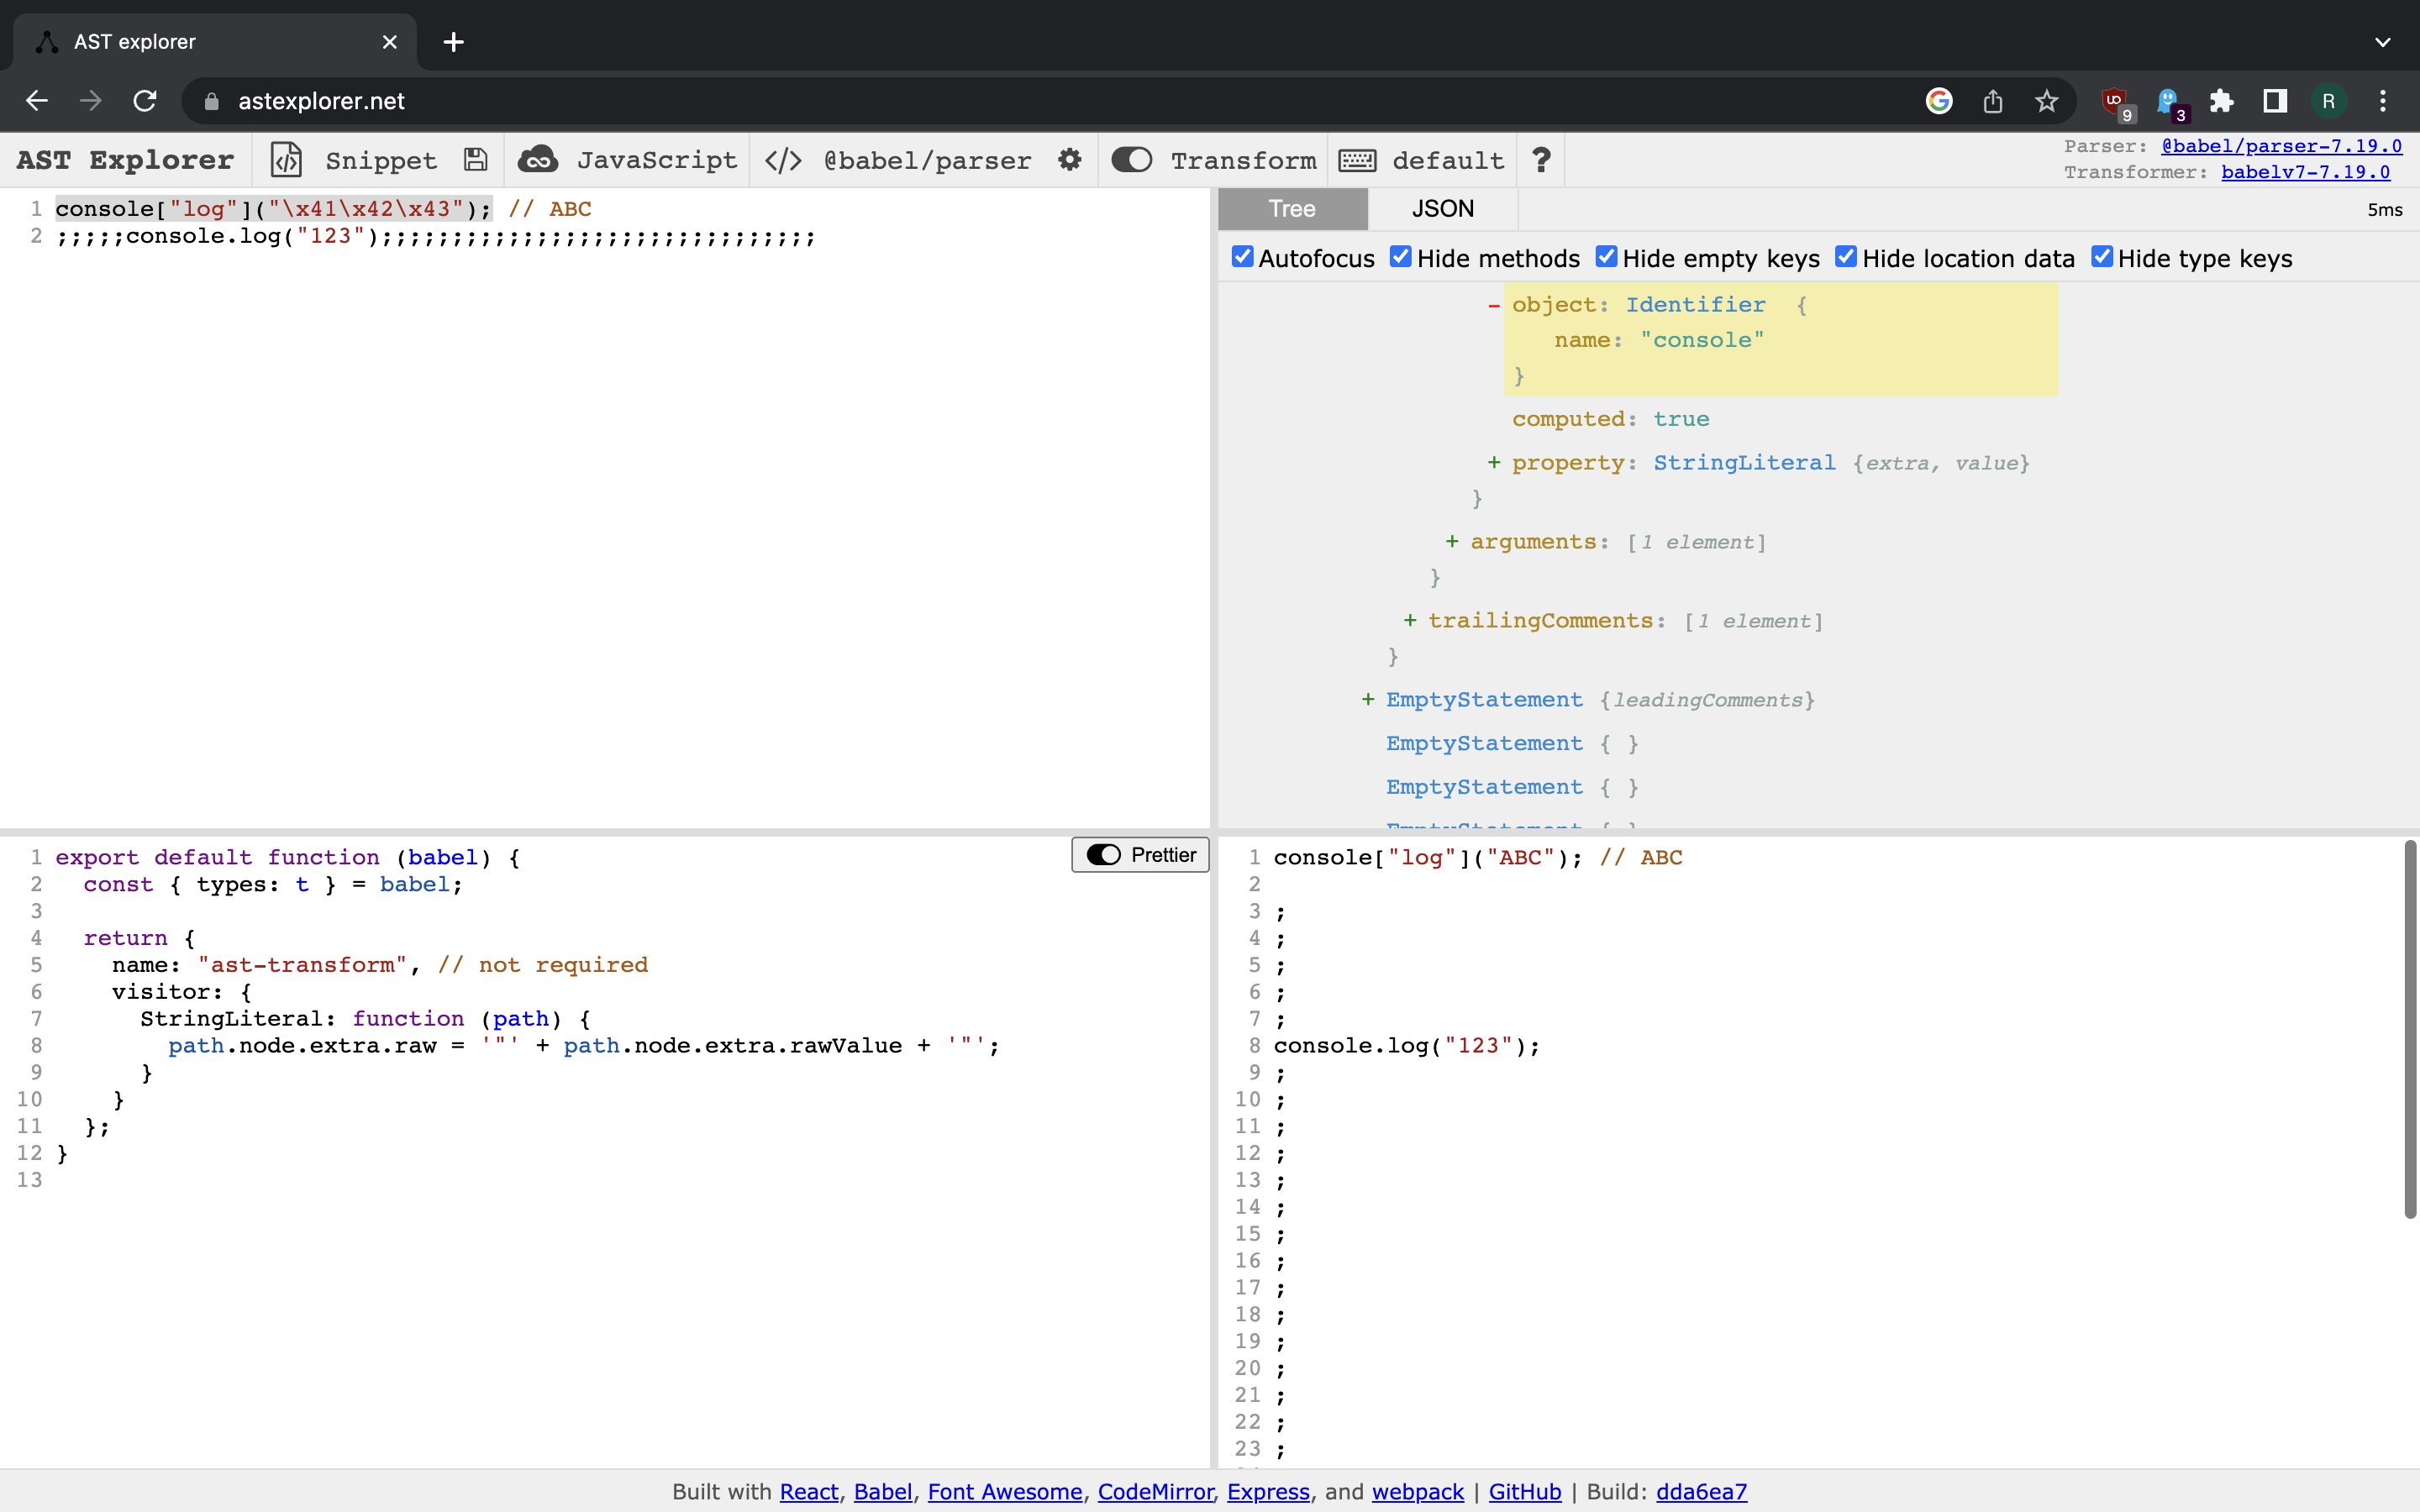 AST explorer
astexplorer.net
9
3
R
AST Explorer
Snippet
JavaScript
</> @babel/parser
Transform
default
?
Parser: @babel/parser-7.19.0
Transformer: babelv7-7.19.0
1 console["log"]("\x41\x42\x43"); // ABC
2 ;;;;;console.log("123");;;;;;;;;;;;;;;;;;;;;;;;;;;;;;;
Tree
JSON
5ms
Autofocus Hide methods Hide empty keys Hide location data Hide type keys
- object: Identifier {
name: "console"
}
computed: true
+ property: StringLiteral {extra, value}
}
+ arguments: [1 element]
}
+ trailingComments: [1 element]
}
+ EmptyStatement {leadingComments}
EmptyStatement { }
EmptyStatement { }
Prettier
1 export default function (babel) {
2 const { types: t } = babel;
3
4 return {
5 name: "ast-transform", // not required
6 visitor: {
7 StringLiteral: function (path) {
8 path.node.extra.raw = '"' + path.node.extra.rawValue + '"';
9 }
10 }
11 };
12 }
13
1 console["log"]("ABC"); // ABC
2
3 ;
4 ;
5 ;
6 ;
7 ;
8 console.log("123");
9 ;
10 ;
11 ;
12 ;
13 ;
14 ;
15 ;
16 ;
17 ;
18 ;
19 ;
20 ;
21 ;
22 ;
23 ;
Built with React, Babel, Font Awesome, CodeMirror, Express, and webpack | GitHub | Build: dda6ea7